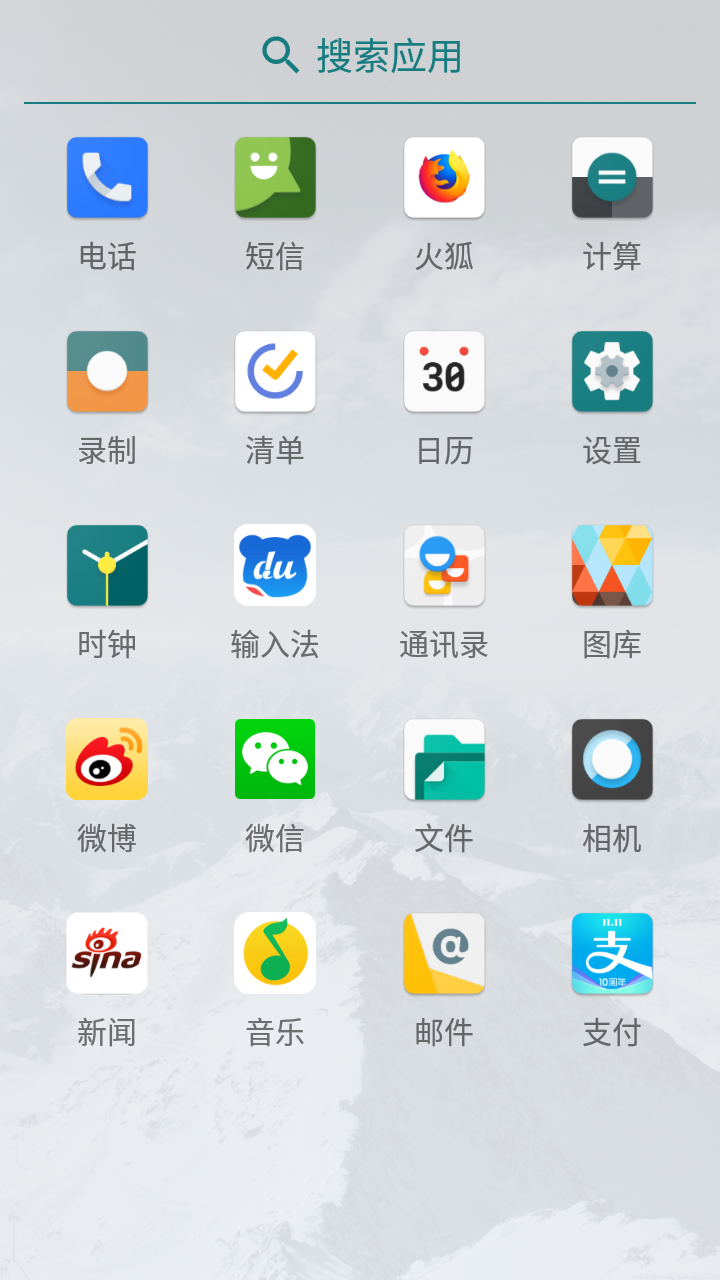 搜索应用
电话 短信 火狐 计算
30
录制 清单 日历 设置
du
时钟 输入法 通讯录 图库
微博 微信 文件 相机
sina @ 11.11 支 10周年
新闻 音乐 邮件 支付